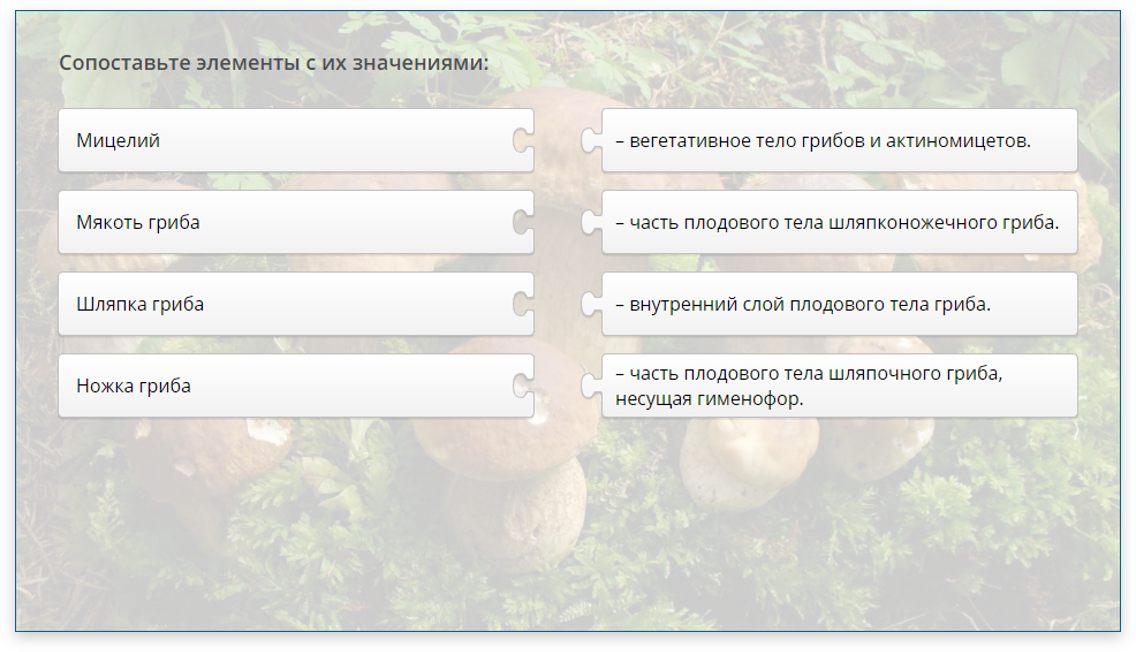 Сопоставьте элементы с их значениями:
Мицелий
– вегетативное тело грибов и актиномицетов.
Мякоть гриба
– часть плодового тела шляпконожечного гриба.
Шляпка гриба
– внутренний слой плодового тела гриба.
Ножка гриба
– часть плодового тела шляпочного гриба,
несущая гименофор.